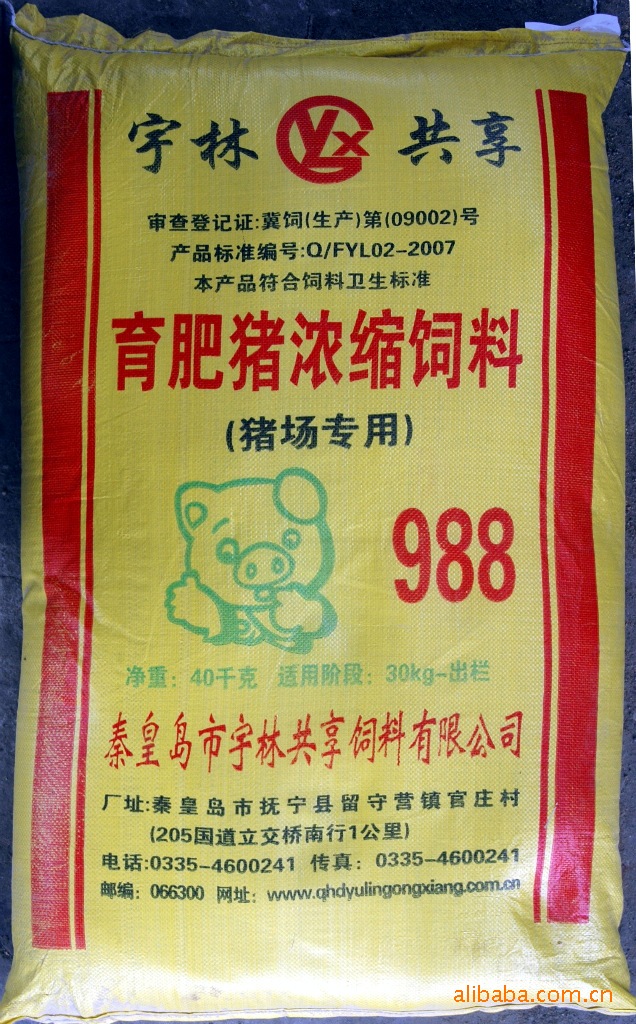 宇林 YLX 共享
审查登记证:冀饲(生产)第(09002)号
产品标准编号:Q/FYL02-2007
本产品符合饲料卫生标准
育肥猪浓缩饲料
(猪场专用)
988
净重：40千克 适用阶段：30kg-出栏
秦皇岛市宇林共享饲料有限公司
厂址:秦皇岛市抚宁县留守营镇官庄村
(205国道立交桥南行1公里)
电话:0335-4600241 传真：0335-4600241
邮编：066300 网址：www.qhdyulingongxiang.com.cn
alibaba.com.cn